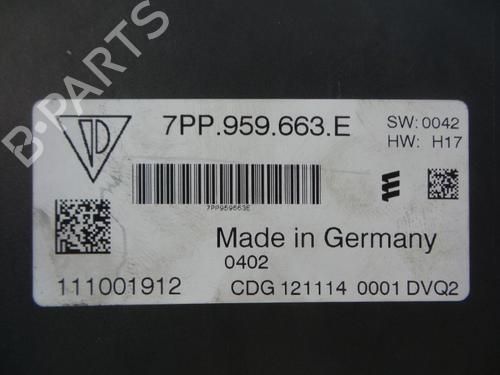 7PP.959.663.E
SW: 0042
HW: H17
7PP959663E
Made in Germany
0402
111001912
CDG 121114 0001 DVQ2
B-PARTS